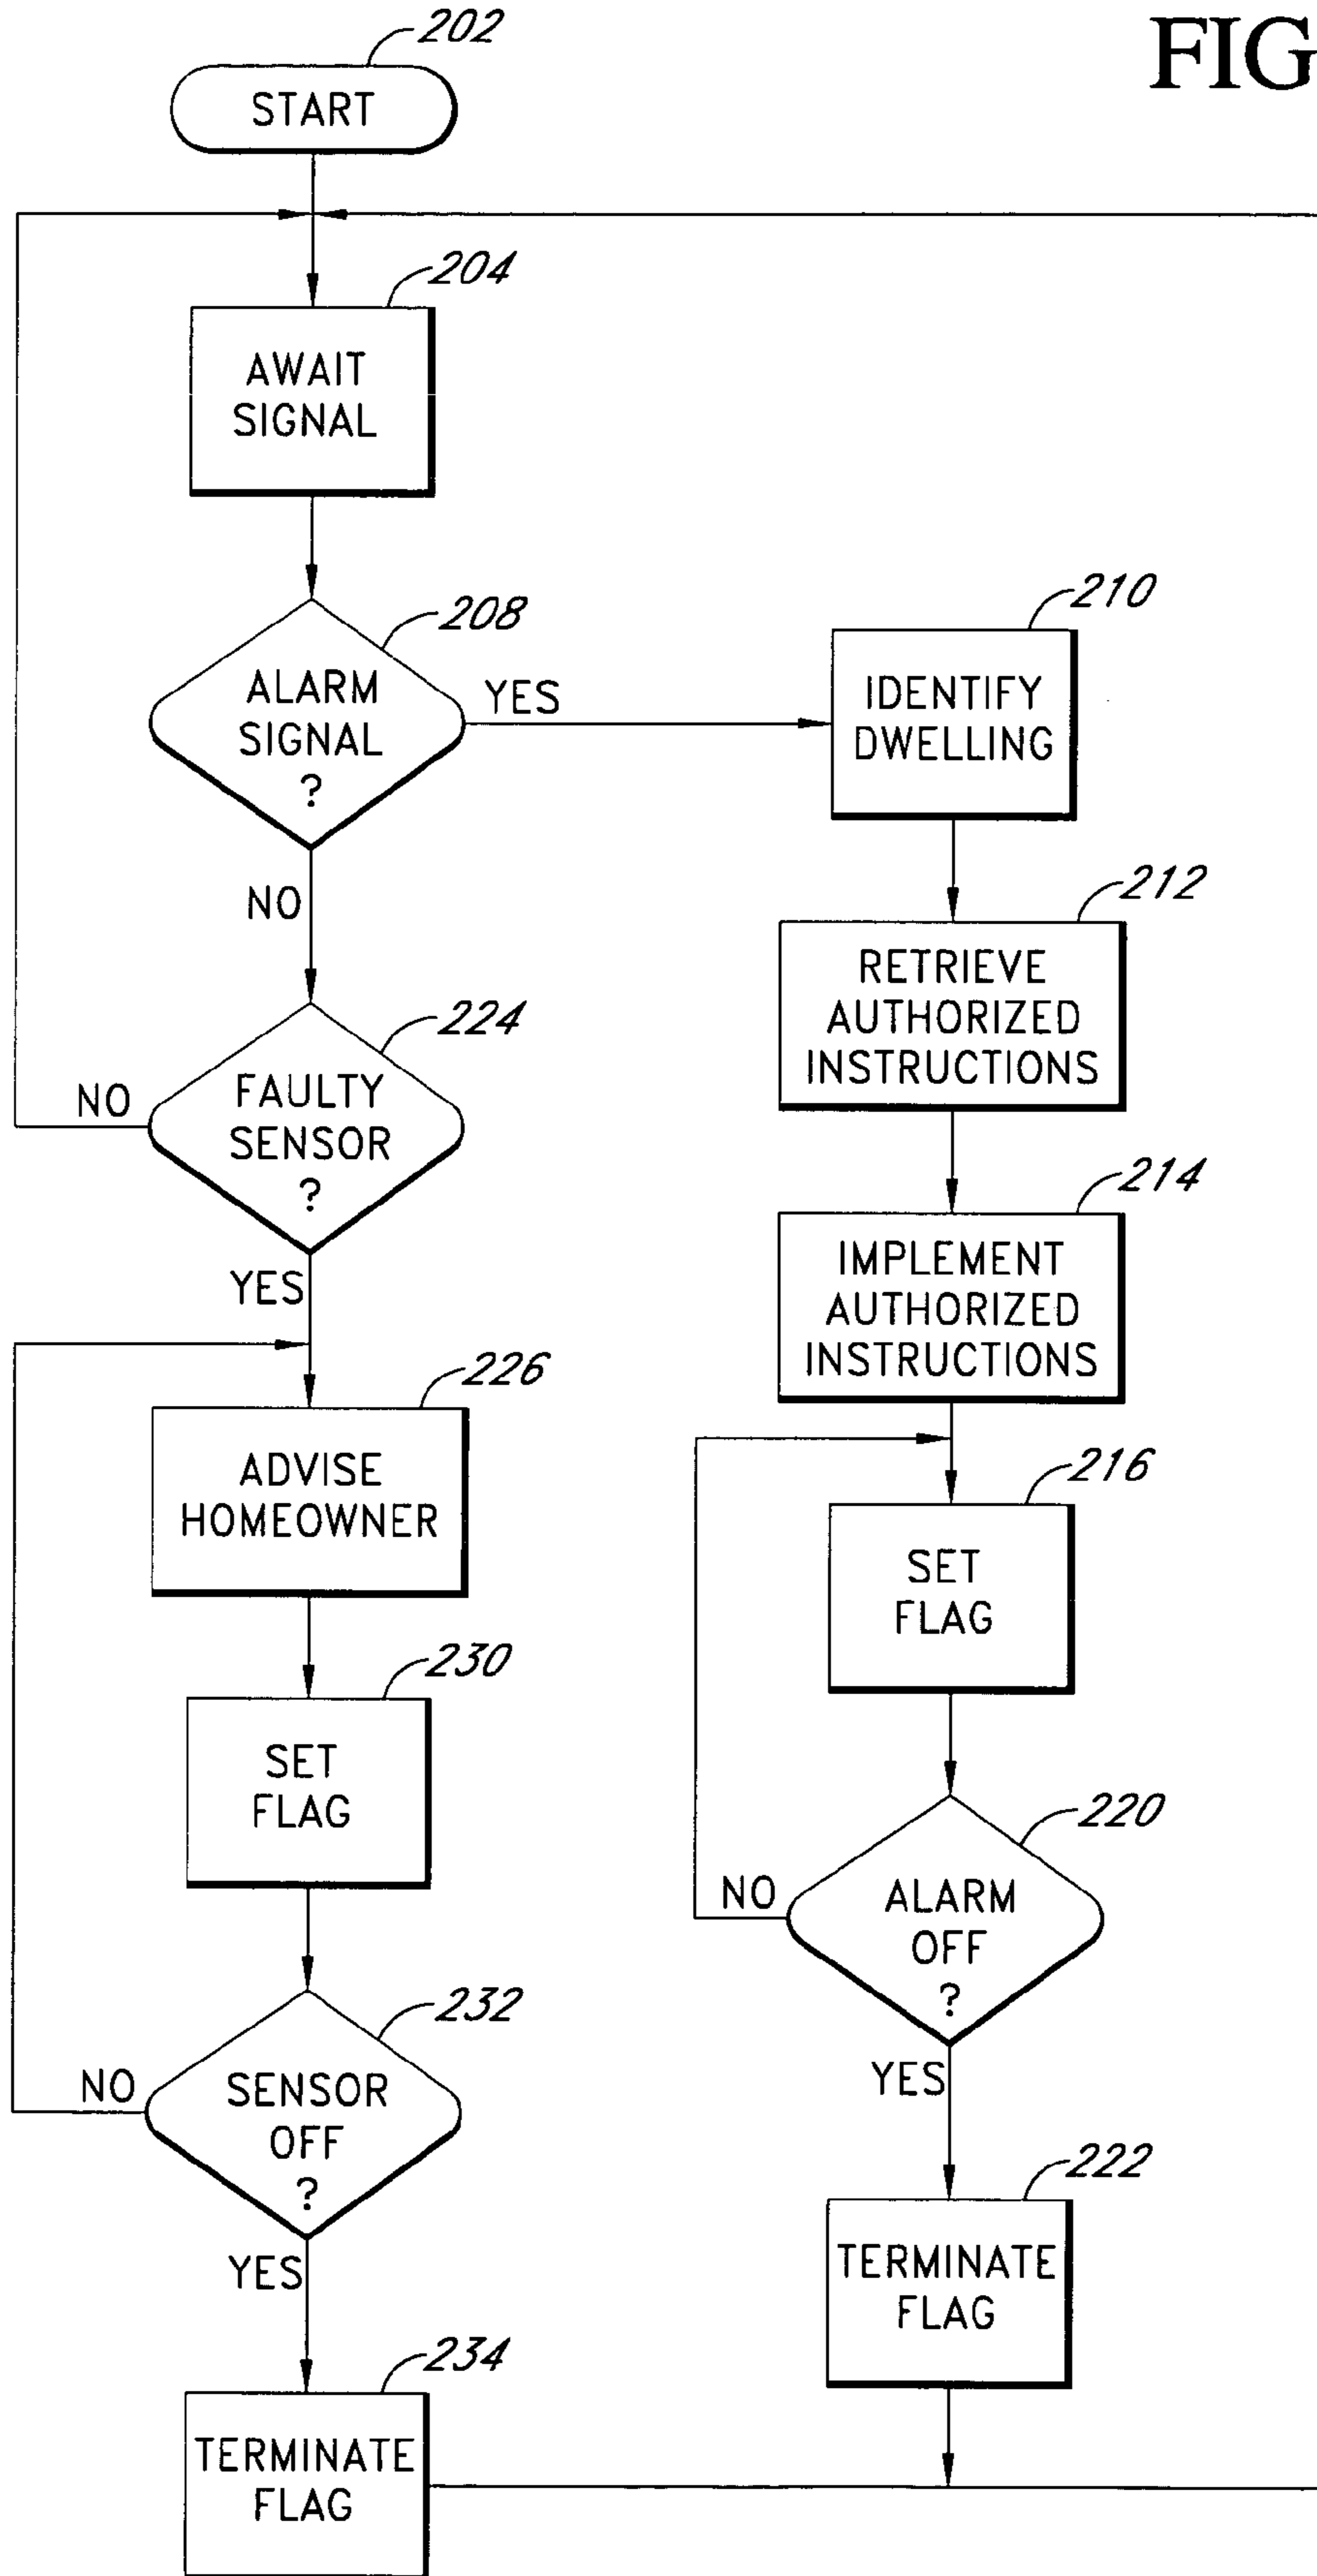 FIG
202
START
204
AWAIT
SIGNAL
208
ALARM
SIGNAL
?
YES
NO
210
IDENTIFY
DWELLING
212
RETRIEVE
AUTHORIZED
INSTRUCTIONS
214
IMPLEMENT
AUTHORIZED
INSTRUCTIONS
216
SET
FLAG
220
ALARM
OFF
?
NO
YES
222
TERMINATE
FLAG
224
FAULTY
SENSOR
?
NO
YES
226
ADVISE
HOMEOWNER
230
SET
FLAG
232
SENSOR
OFF
?
NO
YES
234
TERMINATE
FLAG